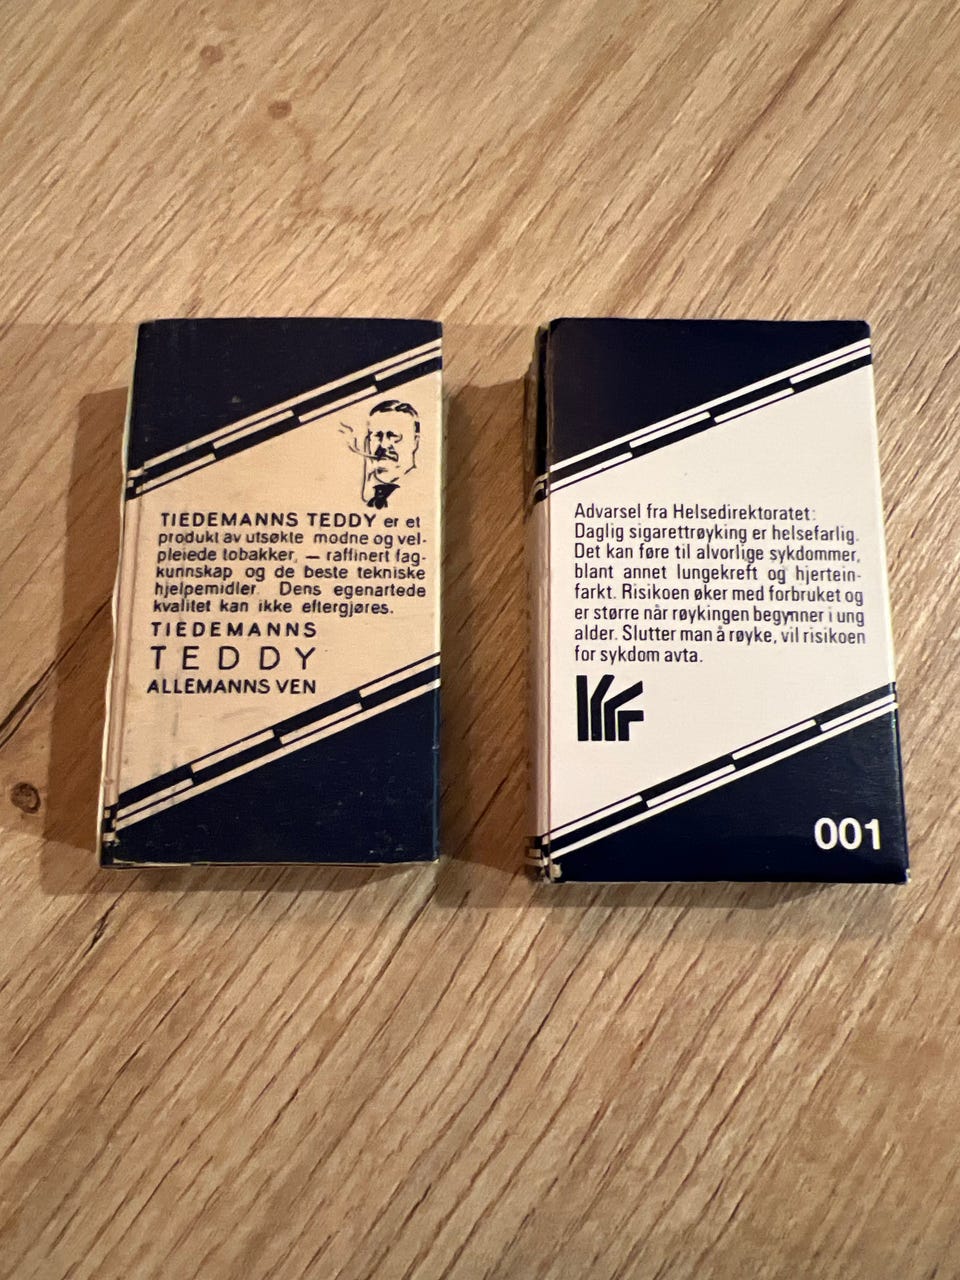 TIEDEMANNS TEDDY er et
produkt av utsøkte modne og vel-
pleiede tobakker, — raffinert fag-
kunnskap og de beste tekniske
hjelpemidler. Dens egenartede
kvalitet kan ikke eftergjøres.
TIEDEMANNS
TEDDY
ALLEMANNS VEN
Advarsel fra Helsedirektoratet:
Daglig sigarettrøyking er helsefarlig.
Det kan føre til alvorlige sykdommer,
blant annet lungekreft og hjertein-
farkt. Risikoen øker med forbruket og
er større når røykingen begynner i ung
alder. Slutter man å røyke, vil risikoen
for sykdom avta.
001